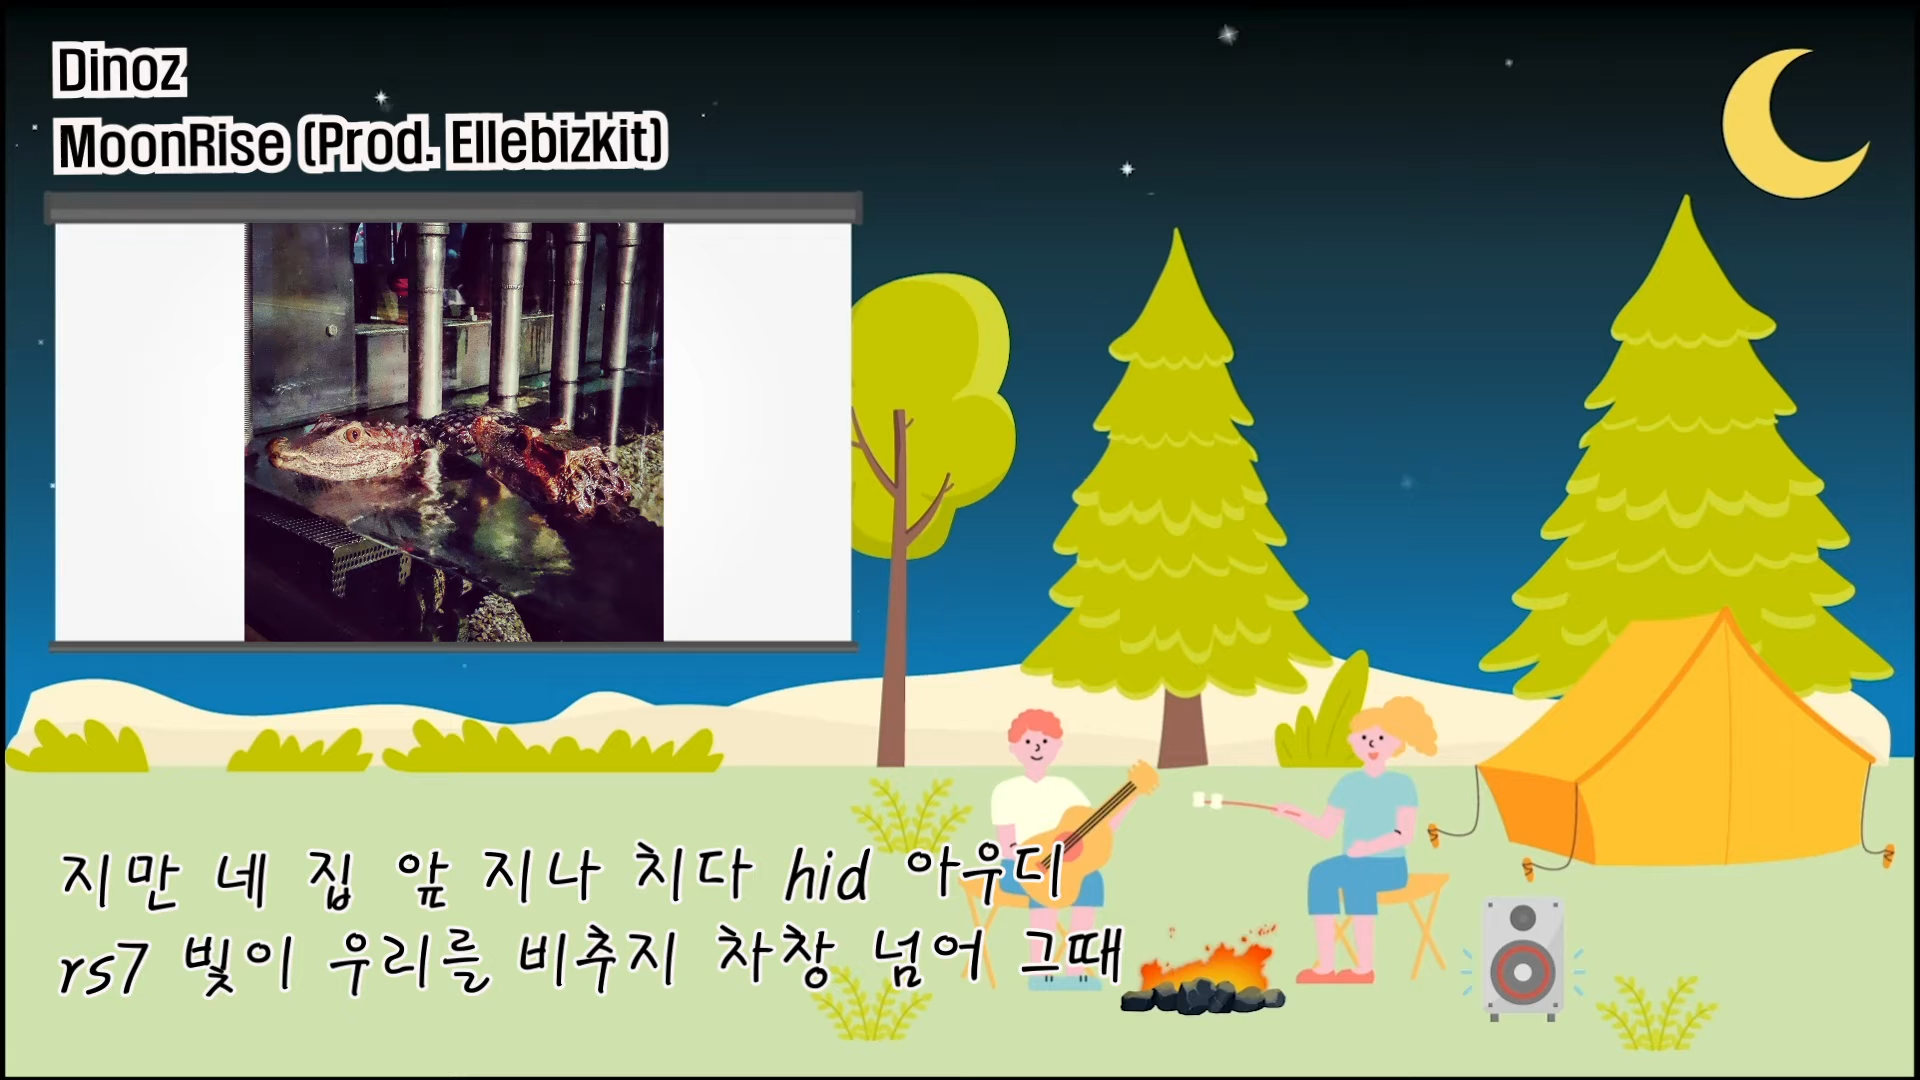 Dinoz
MoonRise (Prod. Ellebizkit)
지만 네 집 앞 지나 치다 hid 아우디
rs7 빛이 우리를 비추지 차창 넘어 그때